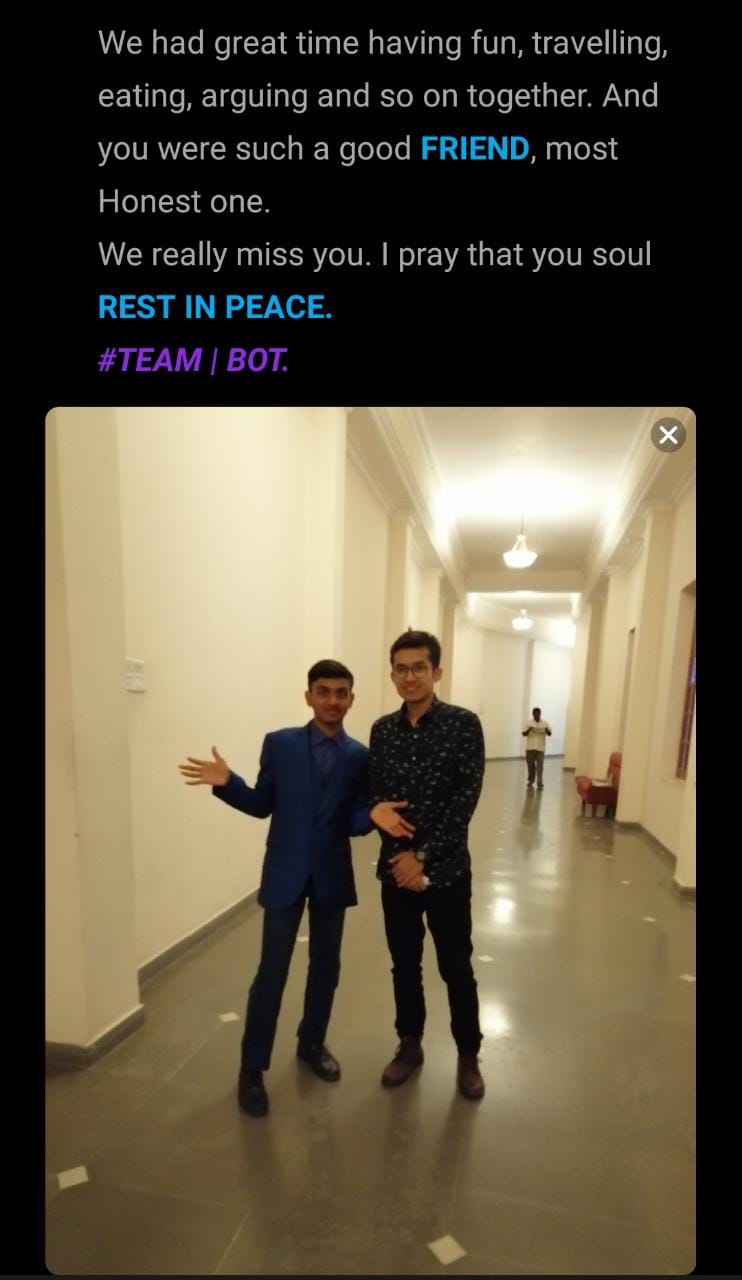 We had great time having fun, travelling,
eating, arguing and so on together. And
you were such a good FRIEND, most
Honest one.
We really miss you. I pray that you soul
REST IN PEACE.
#TEAM | BOT.